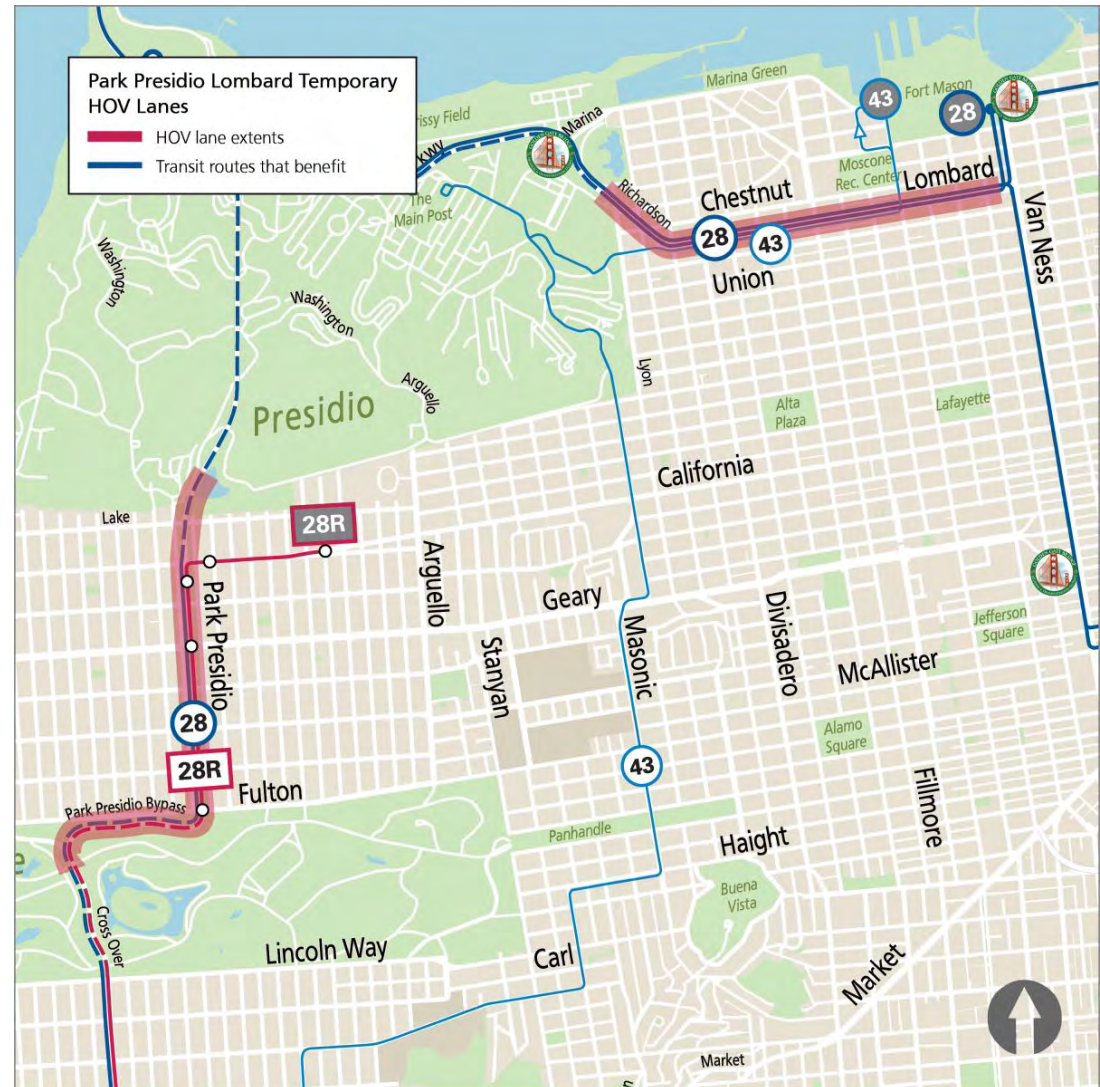 Park Presidio Lombard Temporary
HOV Lanes
HOV lane extents
Transit routes that benefit
Marina Green
43
Fort Mason
28
Marina
Moscone
Rec. Center
Lombard
Richardson
Chestnut
The
Main Post
28
43
Union
Van Ness
Washington
Washington
Arguello
Lyon
Presidio
Alta
Plaza
Lafayette
California
Lake
28R
Arguello
Geary
Park Presidio
Stanyan
Masonic
Divisadero
Jefferson
Square
McAllister
28
28R
43
Alamo
Square
Fulton
Park Presidio Bypass
Fillmore
Panhandle
Haight
Buena
Vista
Cross Over
Lincoln Way
Carl
Market
Market